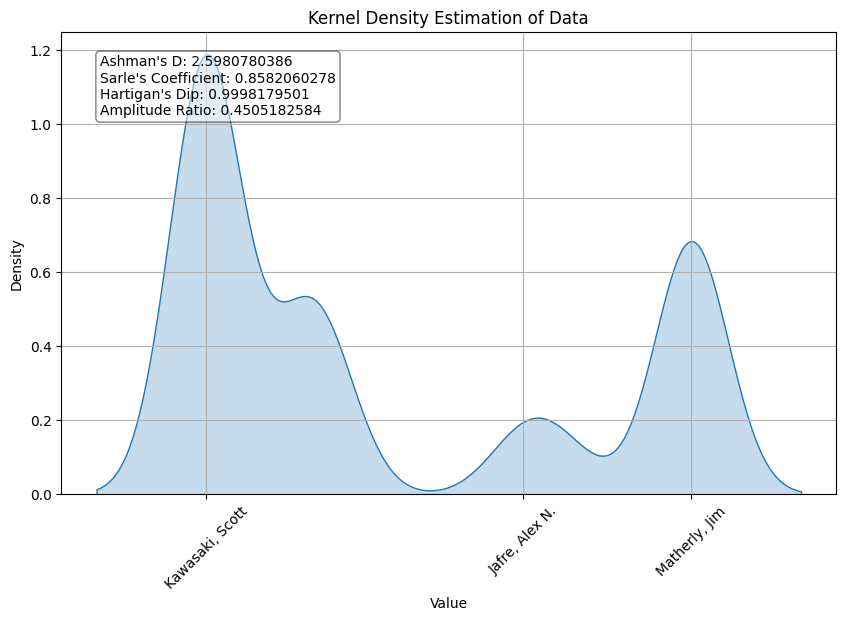 Kernel Density Estimation of Data
Ashman's D: 2.5980780386
Sarle's Coefficient: 0.8582060278
Hartigan's Dip: 0.9998179501
Amplitude Ratio: 0.4505182584
1.2
1.0
0.8
0.6
0.4
0.2
0.0
Density
Kawasaki, Scott
Jafre, Alex N.
Matherly, Jim
Value